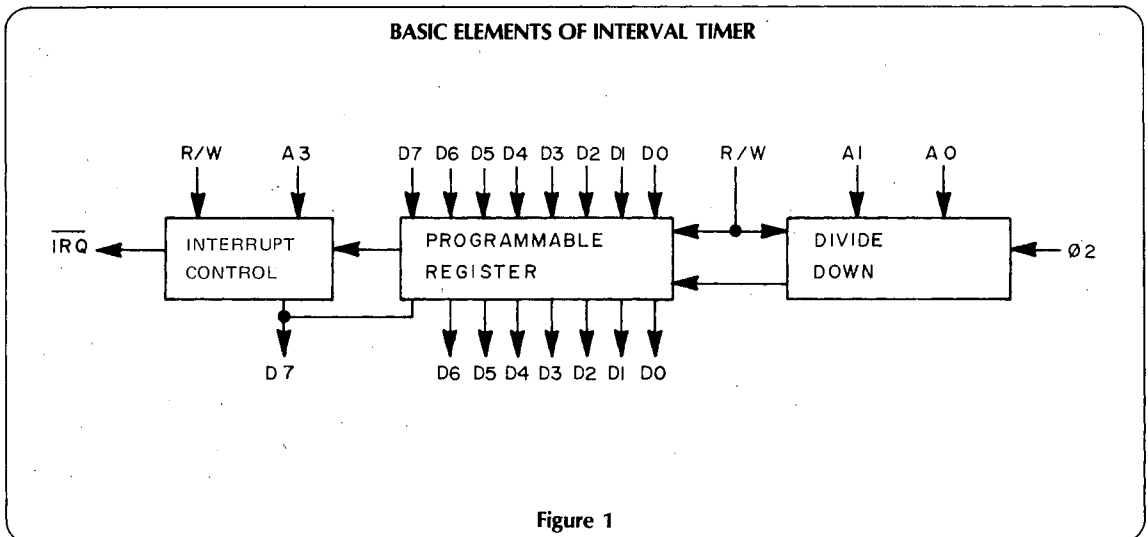 BASIC ELEMENTS OF INTERVAL TIMER
R/W A3 D7 D6 D5 D4 D3 D2 D1 D0 R/W A1 A0
I̅R̅Q̅ INTERRUPT CONTROL
PROGRAMMABLE REGISTER
DIVIDE DOWN
Ø2
D7 D6 D5 D4 D3 D2 D1 D0
Figure 1